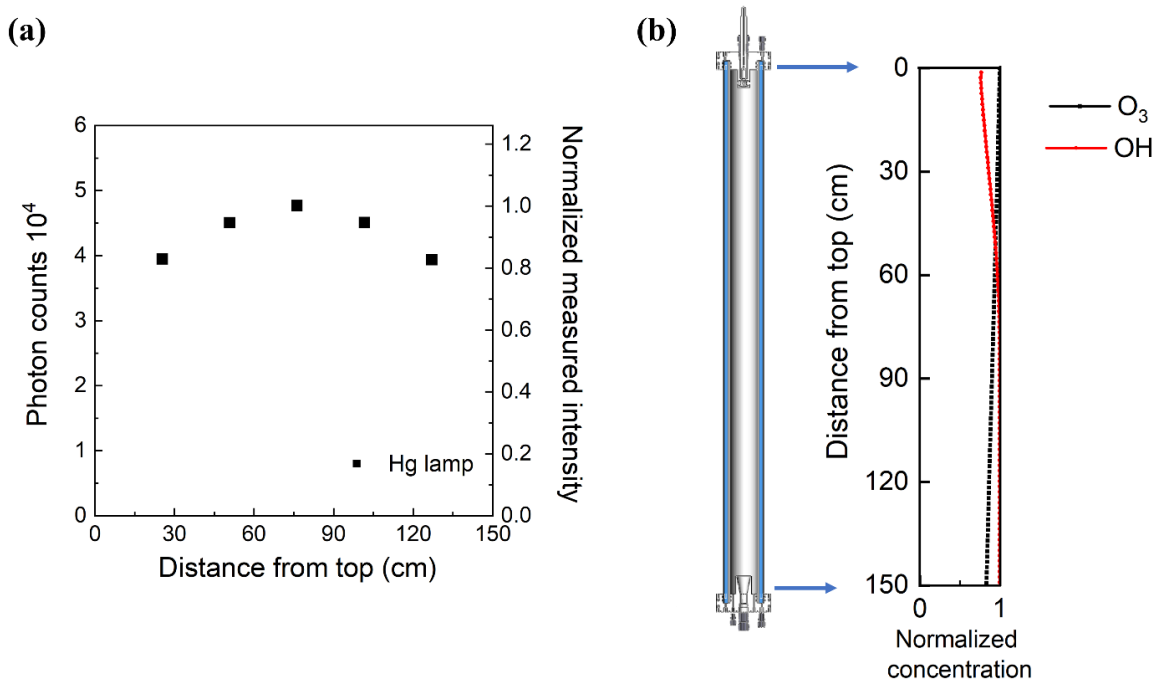 (a)
6
5
4
3
2
1
0
Photon counts 10⁴
0 30 60 90 120 150
Distance from top (cm)
1.2
1.0
0.8
0.6
0.4
0.2
0.0
Normalized measured intensity
Hg lamp
(b)
0
30
60
90
120
150
Distance from top (cm)
0 1
Normalized
concentration
O₃
OH